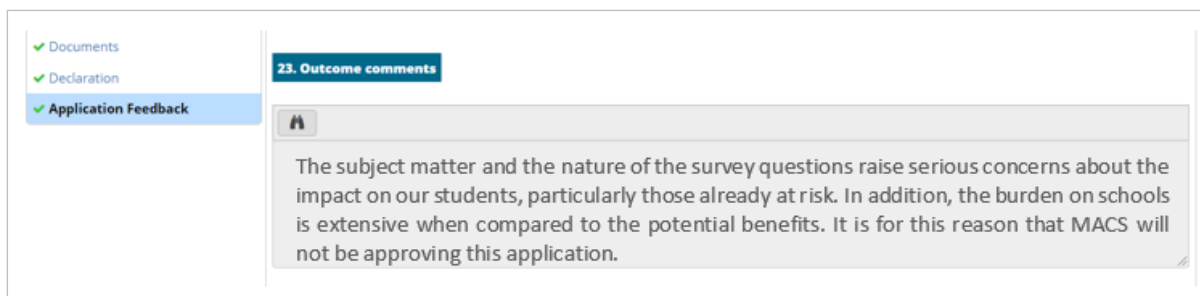 Documents
Declaration
Application Feedback
23. Outcome comments
The subject matter and the nature of the survey questions raise serious concerns about the
impact on our students, particularly those already at risk. In addition, the burden on schools
is extensive when compared to the potential benefits. It is for this reason that MACS will
not be approving this application.